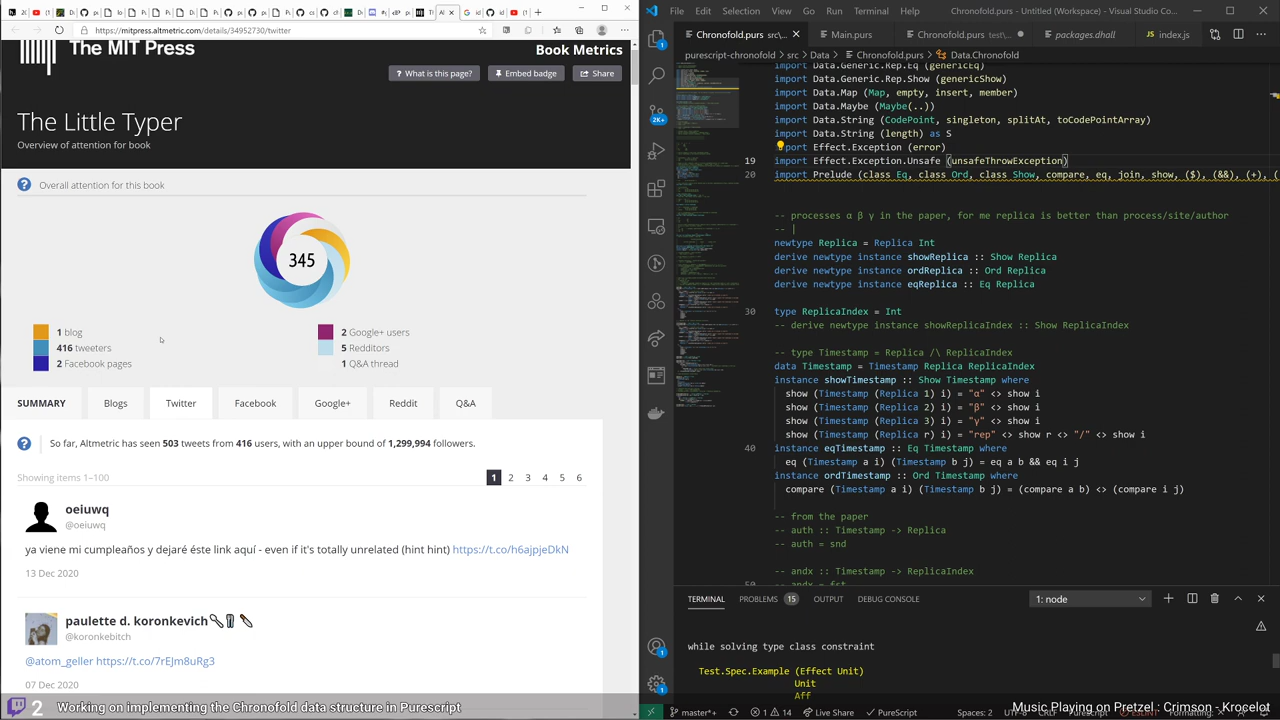 https://mitpress.altmetric.com/details/34952730/twitter
The MIT Press
Book Metrics
? What is this page?
Embed badge
Share
The Little Typer
Overview of attention for book
? Overall attention for this book
345
1 blog
416 tweeters
2 Facebook pages
2 Google+ users
5 Redditors
1 Q&A thread
Blogs
Twitter
Google+
Q&A
? So far, Altmetric has seen 503 tweets from 416 users, with an upper bound of 1,299,994 followers.
Showing items 1–100
1 2 3 4 5 6
oeiuwq
@oeiuwq
ya viene mi cumpleaños y dejaré éste link aquí - even if it's totally unrelated (hint hint) https://t.co/h6ajpjeDkN
13 Dec 2020
paulette d. koronkevich
@koronkebitch
@atom_geller https://t.co/7rEJm8uRg3
07 Dec 2020
2 Working on implementing the Chronofold data structure in Purescript
File Edit Selection View Go Run Terminal Help Chronofold.purs - Untitled (Workspace) - Visual Studio Co...
Chronofold.purs src\...
Main.purs
Chronofold.purs test
packages.dhall
JS index.js
purescript-chronofold > src > Data > Chronofold.purs > Data.Chronofold
import Data.Generic.Rep.Eq (genericEq)
import Data.Generic.Rep.Show (genericShow)
import Data.Map (Map, empty, insert, member)
import Data.Maybe (Maybe(..))
import Data.String (CodePoint, singleton, splitAt, toCodePointArray)
import Data.String (length) as S
port Effect.Exception (error)
19 import Effect.Exception.Unsafe (unsafeThrowException)
20 import Prelude (class Eq, class Ord, class Show, compare, eq, join, show, ($), (&&), (+), (
-- processes α β γ in the paper, for me replica is better than process/site/author
-- |
newtype Replica = Replica Int
derive newtype instance showReplica :: Show Replica
derive newtype instance ordReplica :: Ord Replica
derive newtype instance eqReplica :: Eq Replica
30 type ReplicaIndex = Int
-- derive newtype instance showReplicaIndex :: Show ReplicaIndex
-- type Timestamp = Replica /\ ReplicaIndex
data Timestamp = Timestamp Replica ReplicaIndex
instance showTimestamp :: Show Timestamp where
show (Timestamp (Replica 1) i) = "α" <> show i
show (Timestamp (Replica 2) i) = "β" <> show i
show (Timestamp (Replica 3) i) = "γ" <> show i
show (Timestamp (Replica r) i) = "rep" <> show r <> "/" <> show i
40 instance eqTimestamp :: Eq Timestamp where
eq (Timestamp a i) (Timestamp b j) = eq a b && eq i j
instance ordTimestamp :: Ord Timestamp where
compare (Timestamp a i) (Timestamp b j) = (compare a b) <> (compare i j)
-- from the paper
-- auth :: Timestamp -> Replica
-- auth = snd
-- andx :: Timestamp -> ReplicaIndex
50 -- andx = fst
TERMINAL PROBLEMS 15 OUTPUT DEBUG CONSOLE 1: node
while solving type class constraint
Test.Spec.Example (Effect Unit)
Unit
Aff
master*+
1 14
Live Share
PureScript
Spaces: 2
Music Playing on Pretzel : Crimson - Krocelot